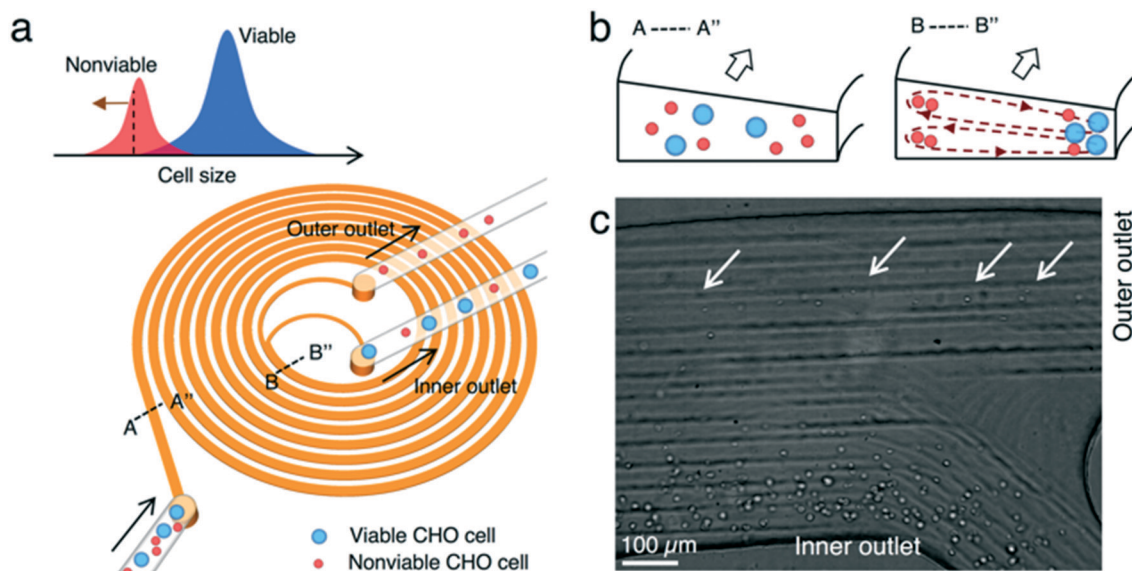 a
Nonviable
Viable
Cell size
Outer outlet
B''
B
Inner outlet
A''
A
Viable CHO cell
Nonviable CHO cell
b
A ----- A''
B ----- B''
c
Outer outlet
100 µm
Inner outlet